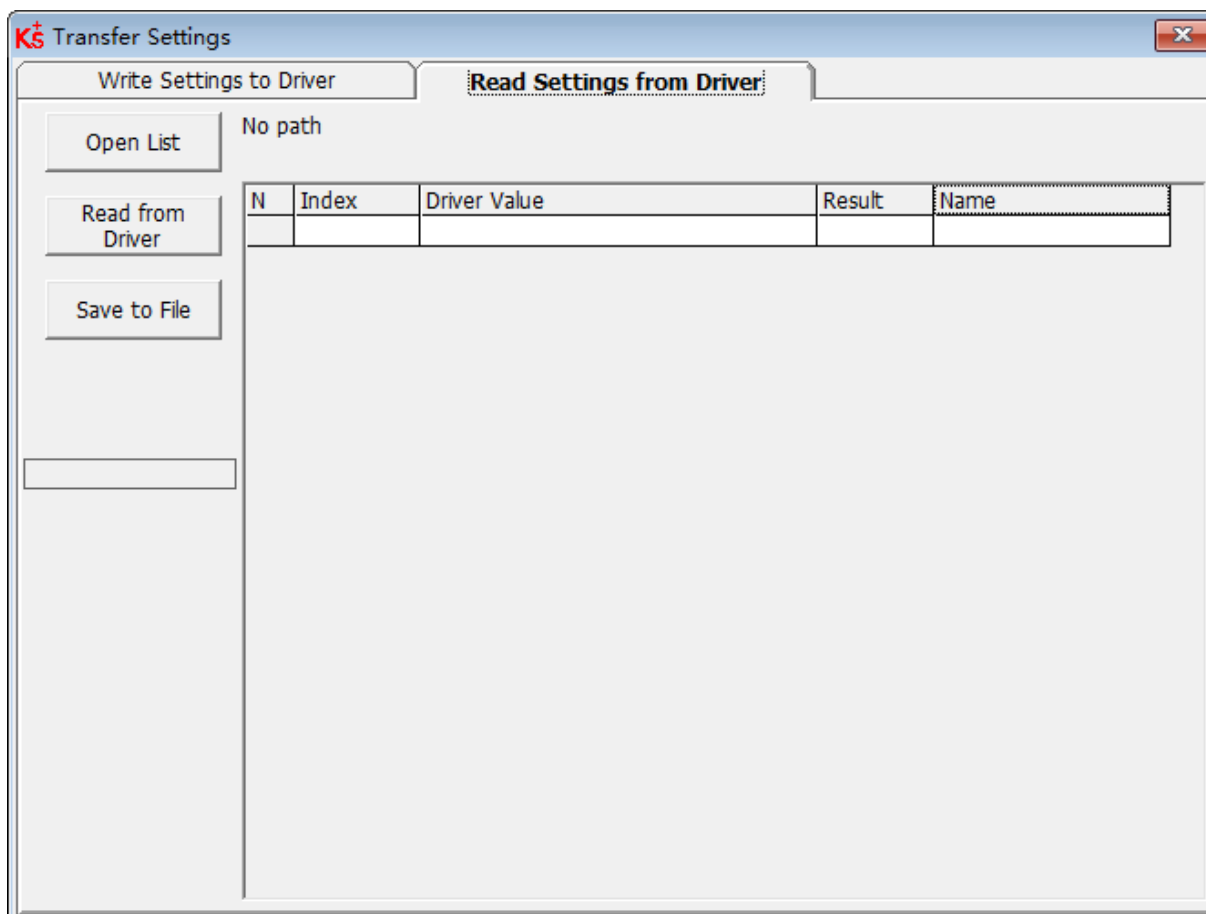 K+S Transfer Settings
Write Settings to Driver Read Settings from Driver
Open List No path
N Index Driver Value Result Name
Read from
Driver
Save to File